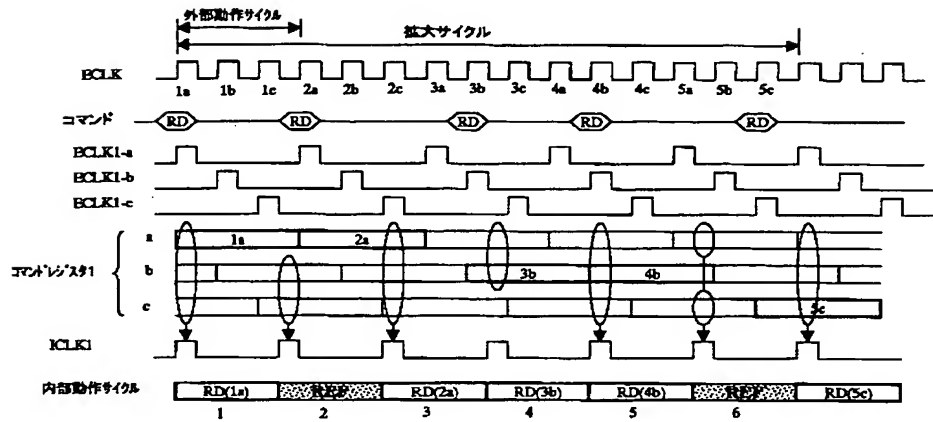 外部動作サイクル
拡大サイクル
ECLK
1a 1b 1c 2a 2b 2c 3a 3b 3c 4a 4b 4c 5a 5b 5c
コマンド RD RD RD RD RD
ECLK1-a
ECLK1-b
ECLK1-c
コマンドレジスタ1
a 1a 2a
b 3b 4b
c 5c
ICLK1
内部動作サイクル RD(1a) REF RD(2a) RD(3b) RD(4b) REF RD(5c)
1 2 3 4 5 6